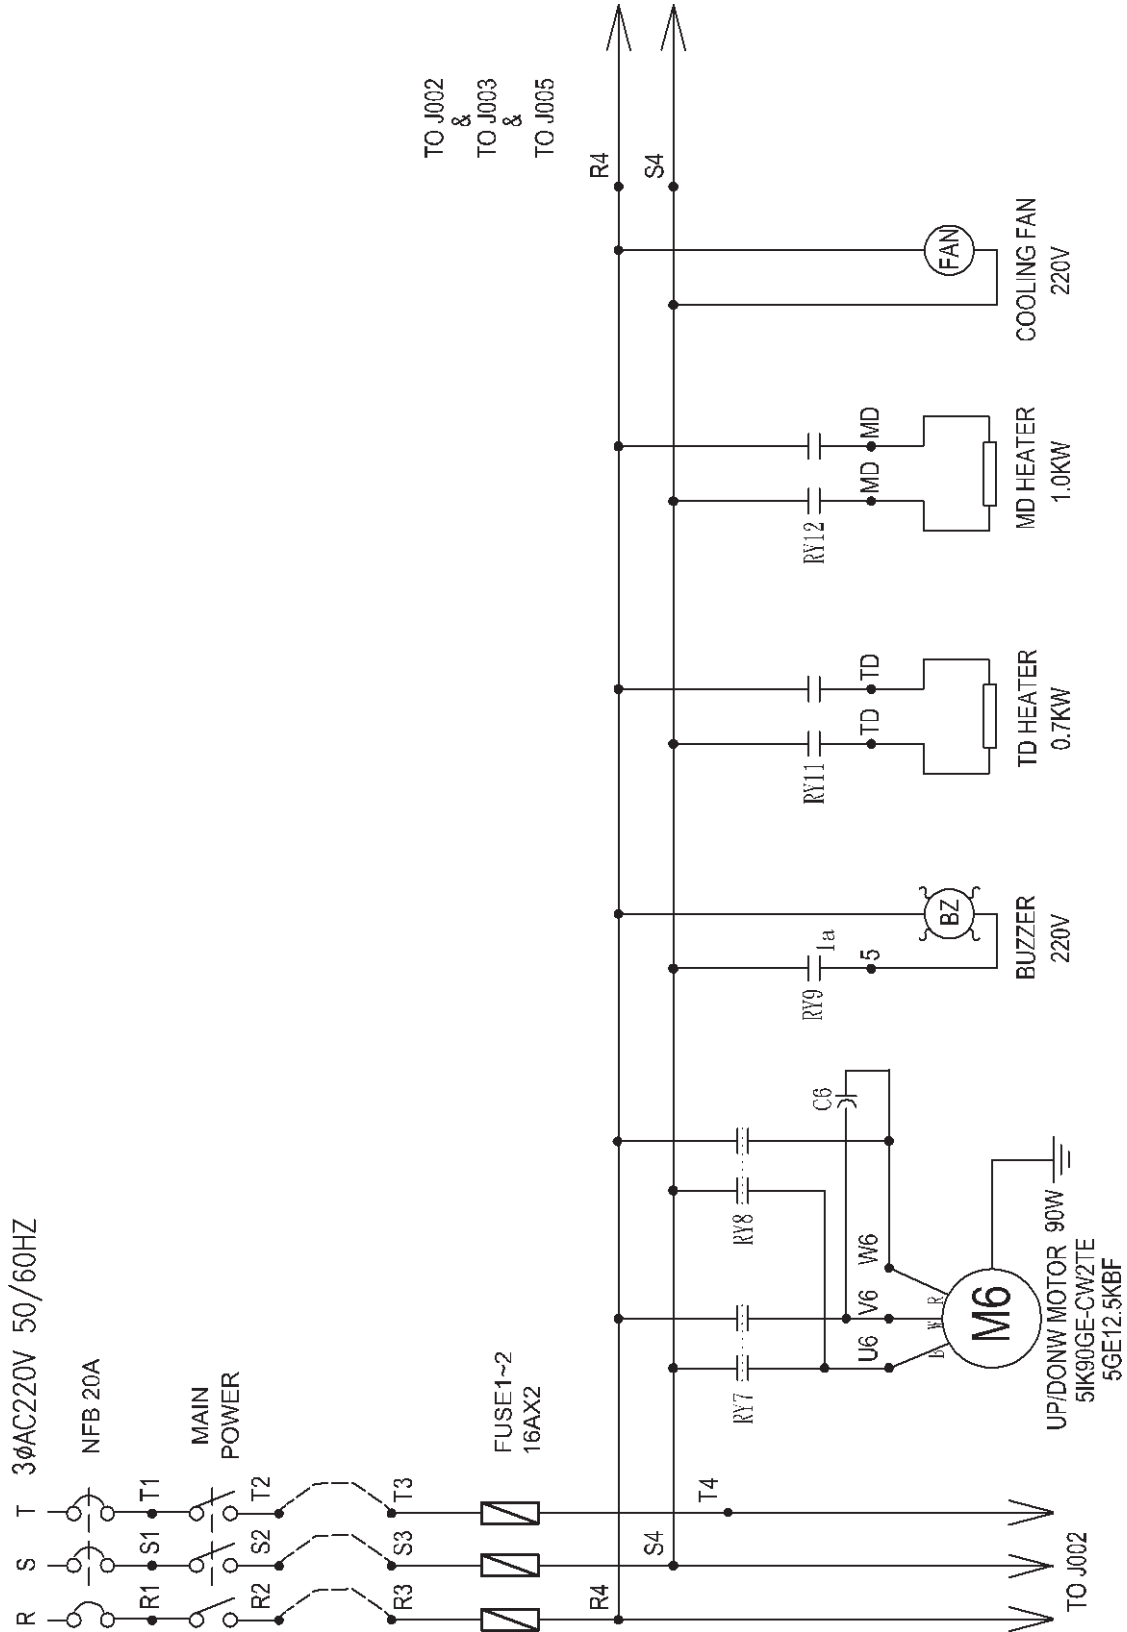 3ØAC220V 50/60HZ
R
S
T
NFB 20A
R1
S1
T1
MAIN
POWER
R2
S2
T2
R3
S3
T3
FUSE1~2
16AX2
R4
S4
T4
TO J002
TO J002
&
TO J003
&
TO J005
R4
S4
RY7
RY8
C6
U6
V6
W6
B
W
R
M6
UP/DONW MOTOR 90W
5IK90GE-CW2TE
5GE12.5KBF
RY9
1a
5
BZ
BUZZER
220V
RY11
TD
TD
TD HEATER
0.7KW
RY12
MD
MD
MD HEATER
1.0KW
FAN
COOLING FAN
220V